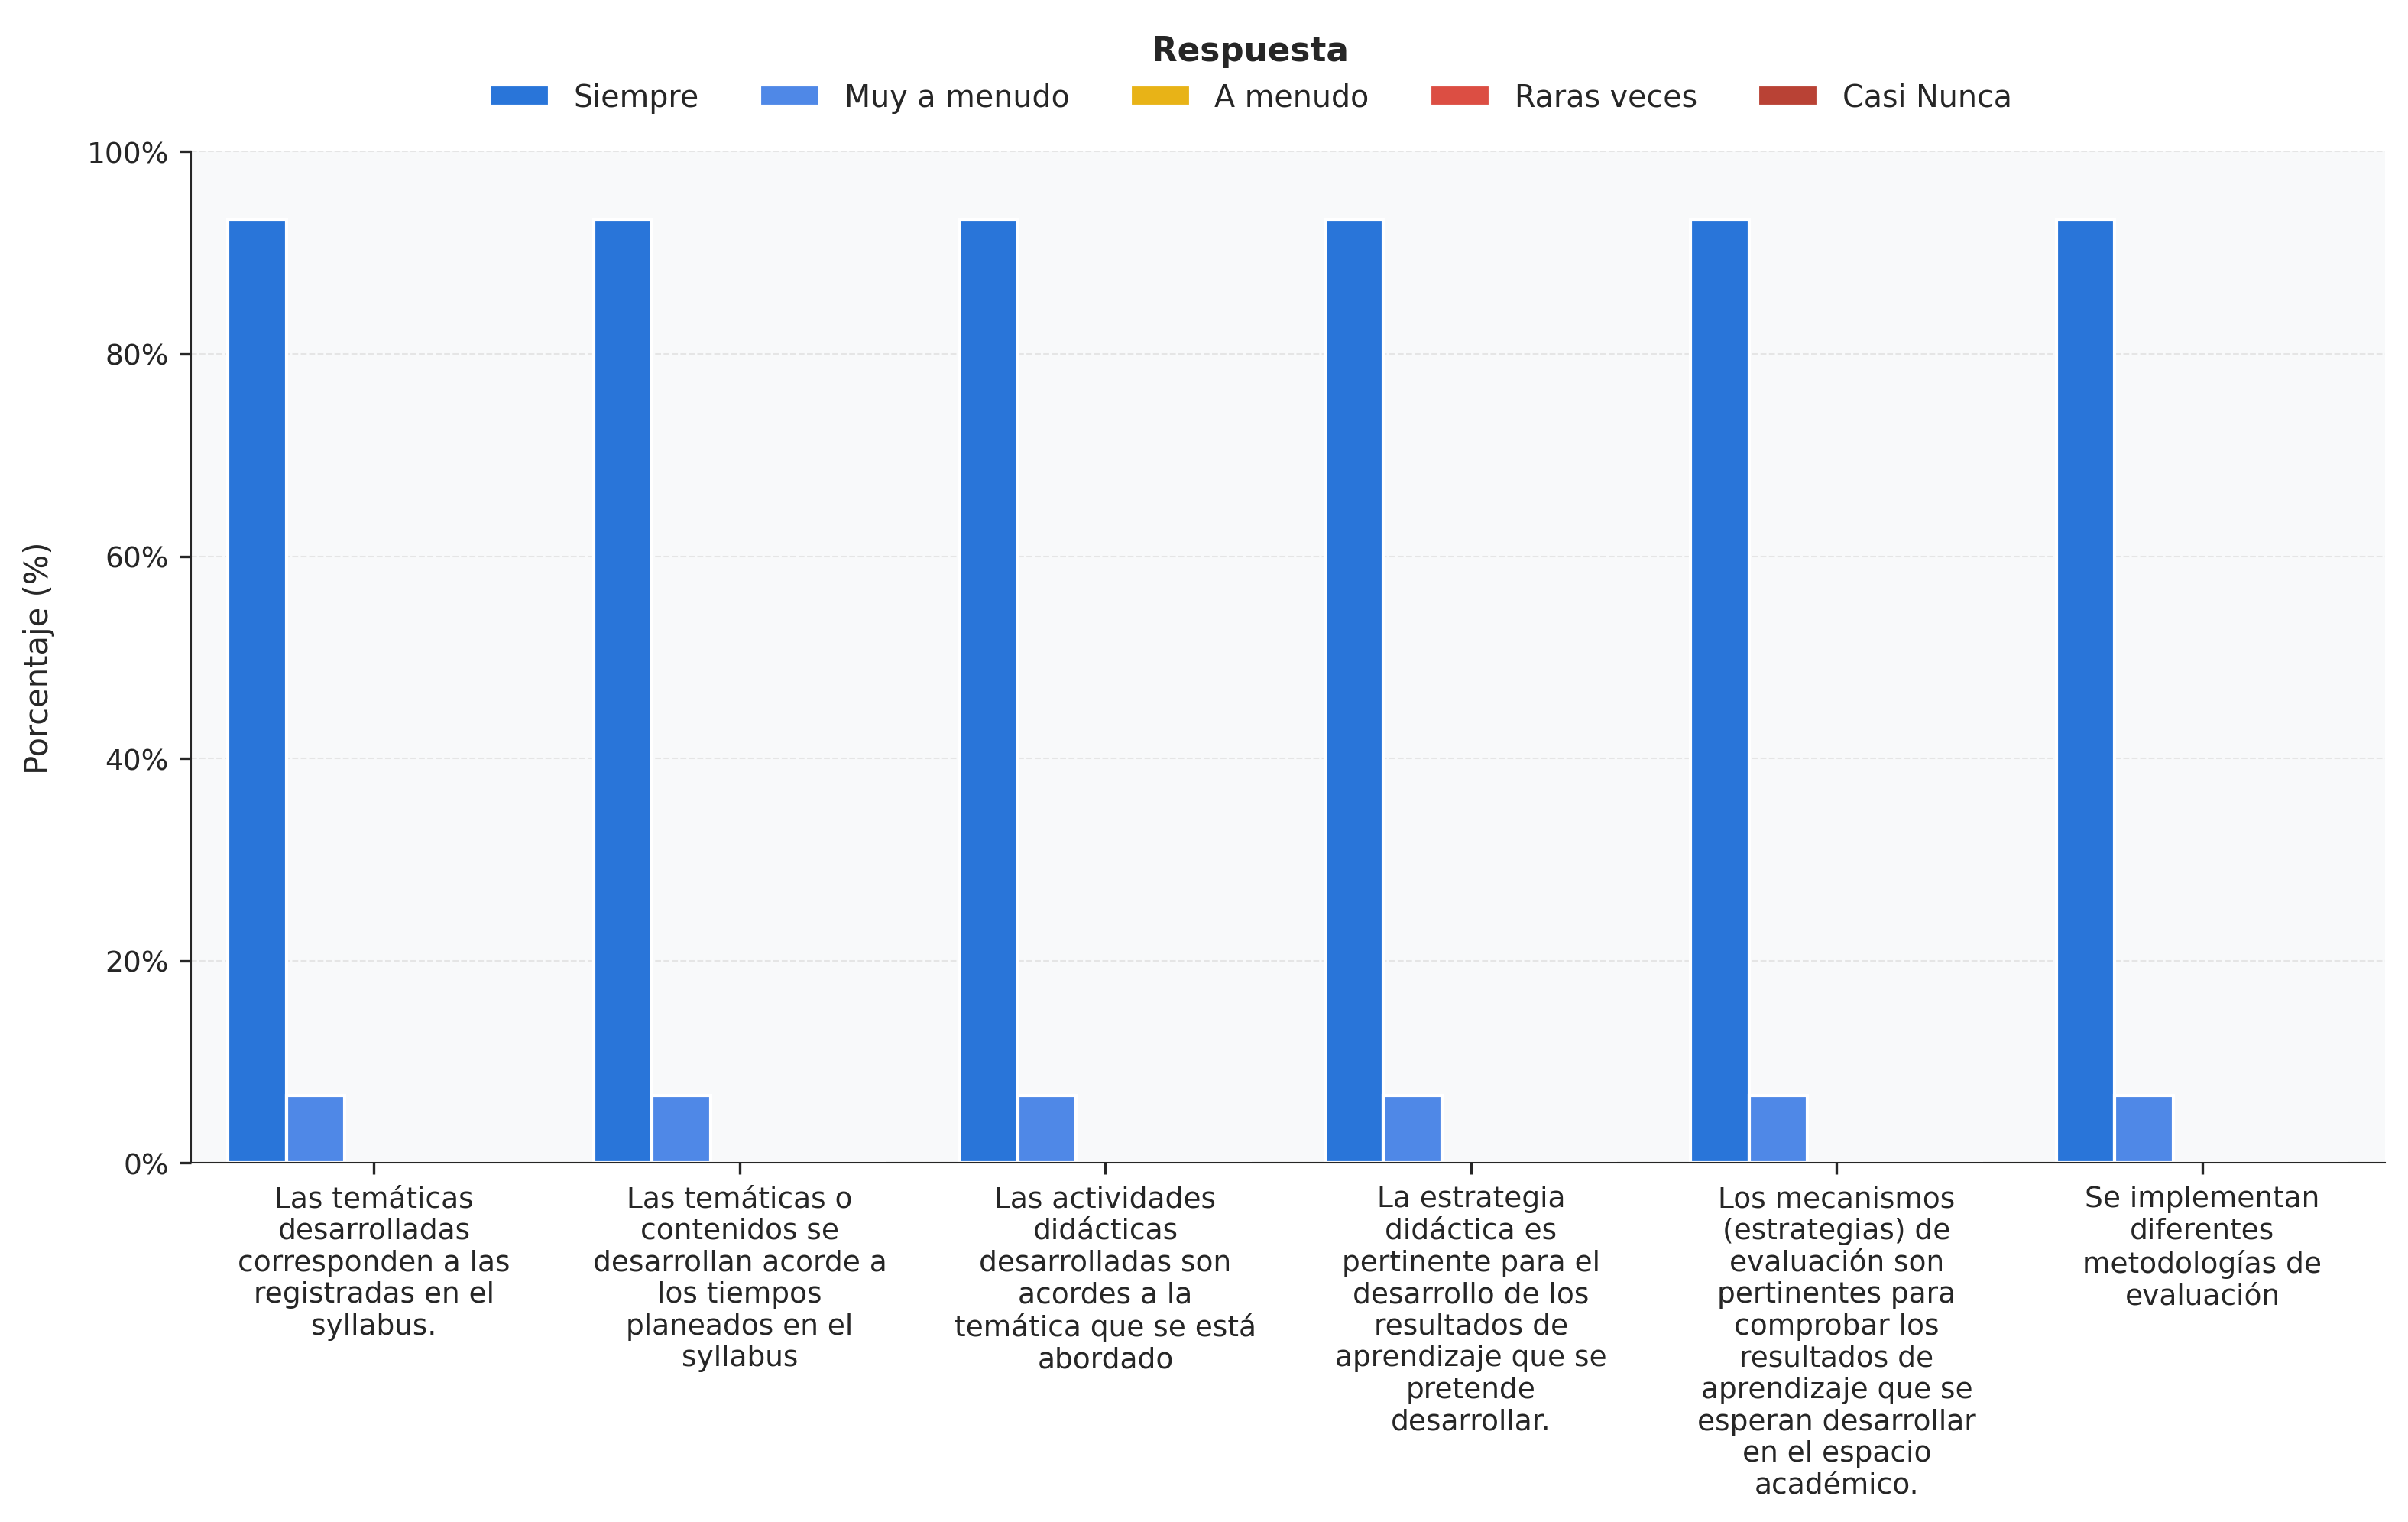 Respuesta
Siempre
Muy a menudo
A menudo
Raras veces
Casi Nunca
Porcentaje (%)
100%
80%
60%
40%
20%
0%
Las temáticas
desarrolladas
corresponden a las
registradas en el
syllabus.
Las temáticas o
contenidos se
desarrollan acorde a
los tiempos
planeados en el
syllabus
Las actividades
didácticas
desarrolladas son
acordes a la
temática que se está
abordado
La estrategia
didáctica es
pertinente para el
desarrollo de los
resultados de
aprendizaje que se
pretende
desarrollar.
Los mecanismos
(estrategias) de
evaluación son
pertinentes para
comprobar los
resultados de
aprendizaje que se
esperan desarrollar
en el espacio
académico.
Se implementan
diferentes
metodologías de
evaluación